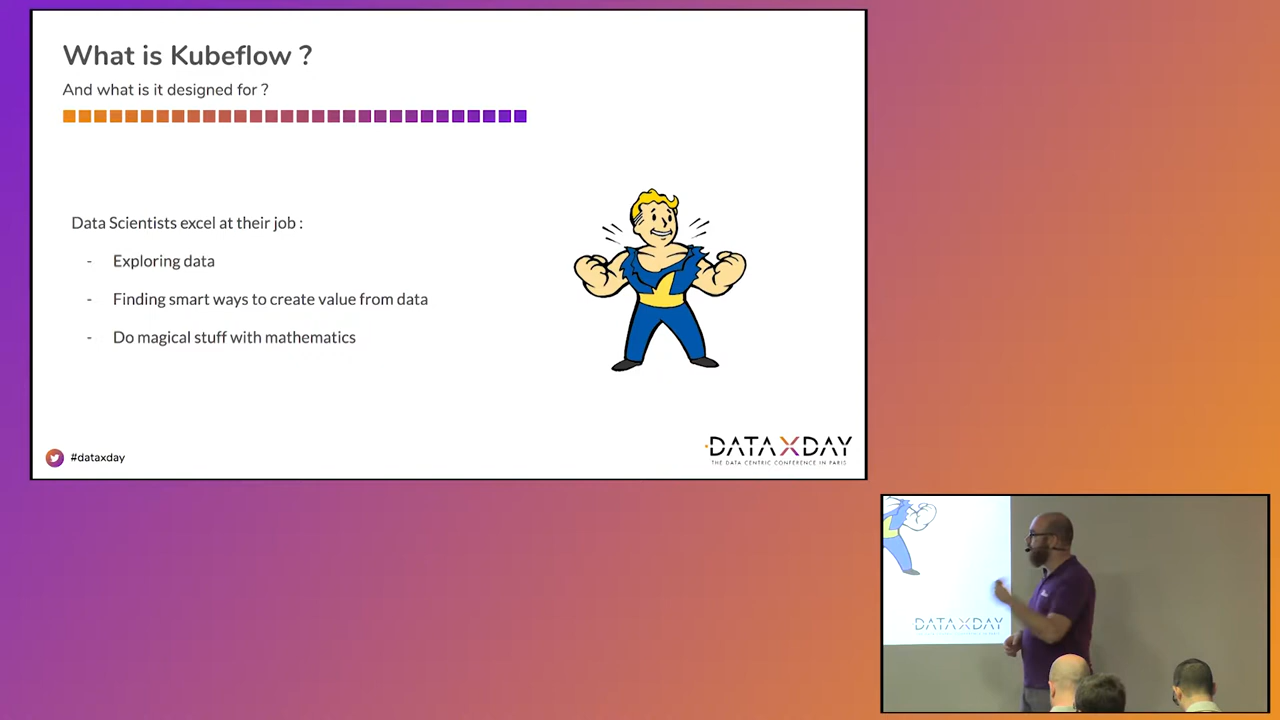 What is Kubeflow ?
And what is it designed for ?
Data Scientists excel at their job :
- Exploring data
- Finding smart ways to create value from data
- Do magical stuff with mathematics
#dataxday
DATAXDAY
THE DATA CENTRIC CONFERENCE IN PARIS
DATAXDAY